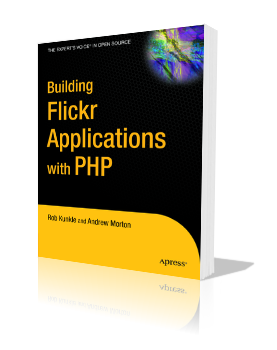 THE EXPERT'S VOICE® IN OPEN SOURCE
Building
Flickr
Applications
with PHP
Rob Kunkle and Andrew Morton
Apress®